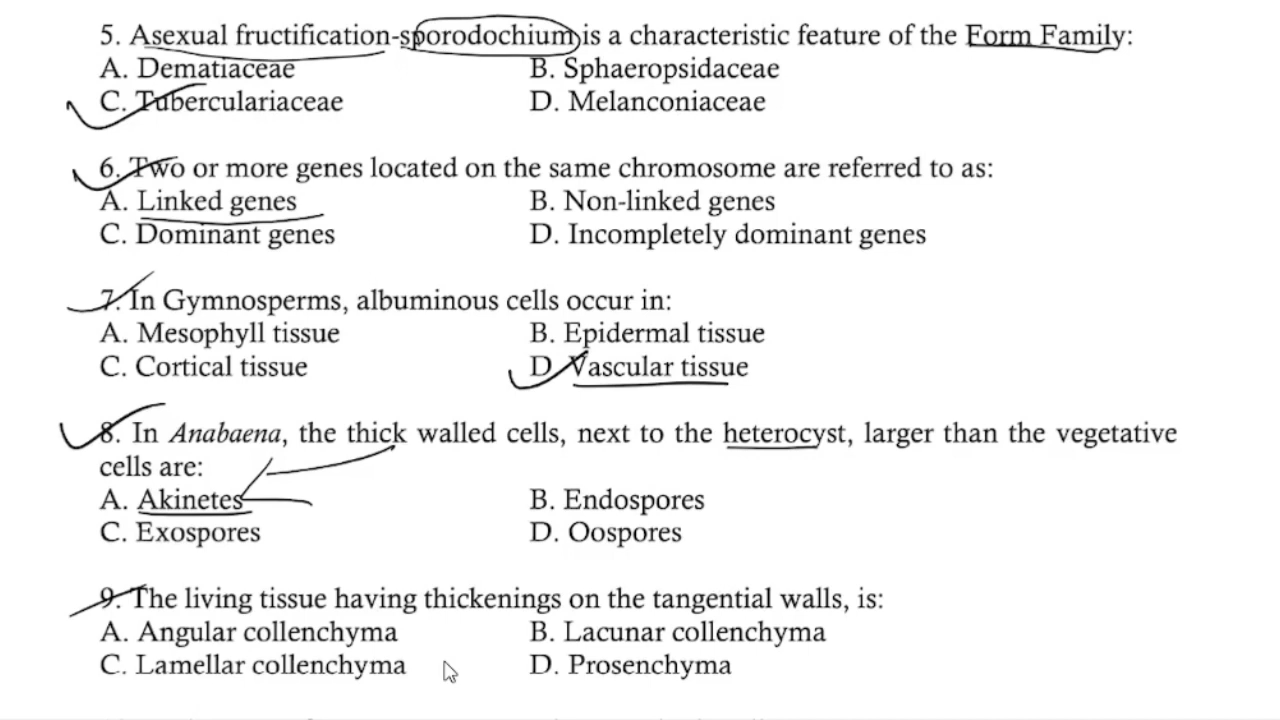 5. Asexual fructification-sporodochium is a characteristic feature of the Form Family:
A. Dematiaceae B. Sphaeropsidaceae
C. Tuberculariaceae D. Melanconiaceae
6. Two or more genes located on the same chromosome are referred to as:
A. Linked genes B. Non-linked genes
C. Dominant genes D. Incompletely dominant genes
7. In Gymnosperms, albuminous cells occur in:
A. Mesophyll tissue B. Epidermal tissue
C. Cortical tissue D. Vascular tissue
8. In Anabaena, the thick walled cells, next to the heterocyst, larger than the vegetative
cells are:
A. Akinetes B. Endospores
C. Exospores D. Oospores
9. The living tissue having thickenings on the tangential walls, is:
A. Angular collenchyma B. Lacunar collenchyma
C. Lamellar collenchyma D. Prosenchyma